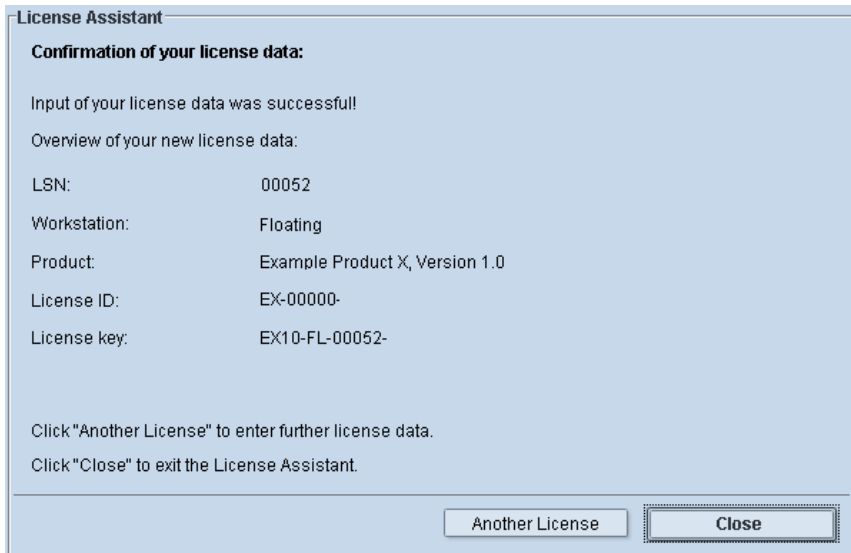 License Assistant
Confirmation of your license data:
Input of your license data was successful!
Overview of your new license data:
LSN: 00052
Workstation: Floating
Product: Example Product X, Version 1.0
License ID: EX-00000-
License key: EX10-FL-00052-
Click "Another License" to enter further license data.
Click "Close" to exit the License Assistant.
Another License Close